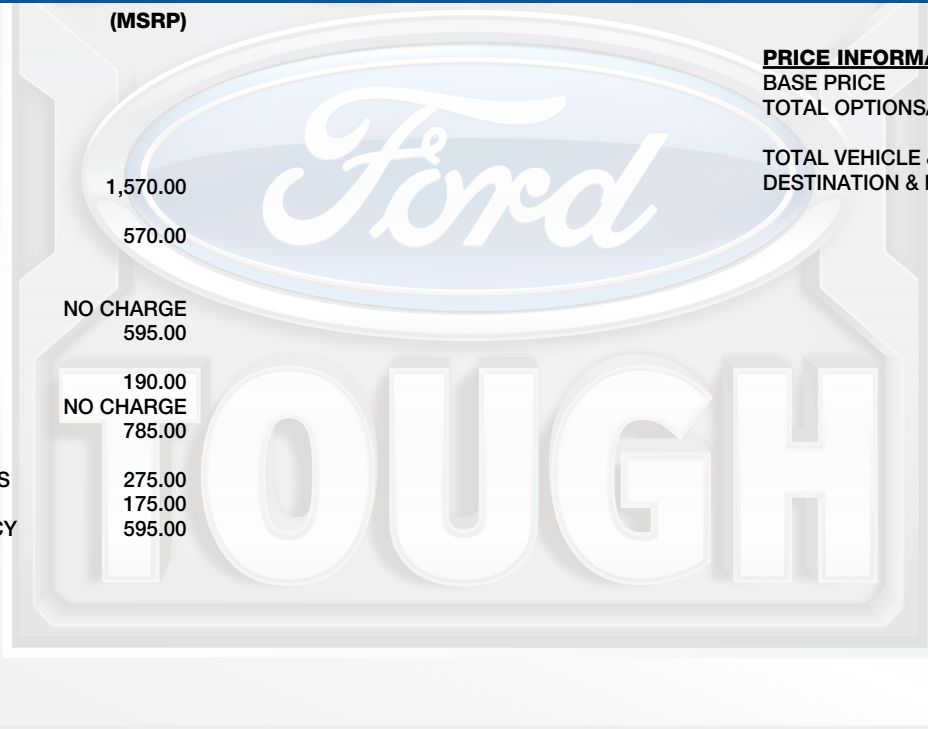 (MSRP)
1,570.00
570.00
NO CHARGE
595.00
190.00
NO CHARGE
785.00
S 275.00
175.00
CY 595.00
PRICE INFORMA
BASE PRICE
TOTAL OPTIONS
TOTAL VEHICLE &
DESTINATION &
Ford
TOUGH